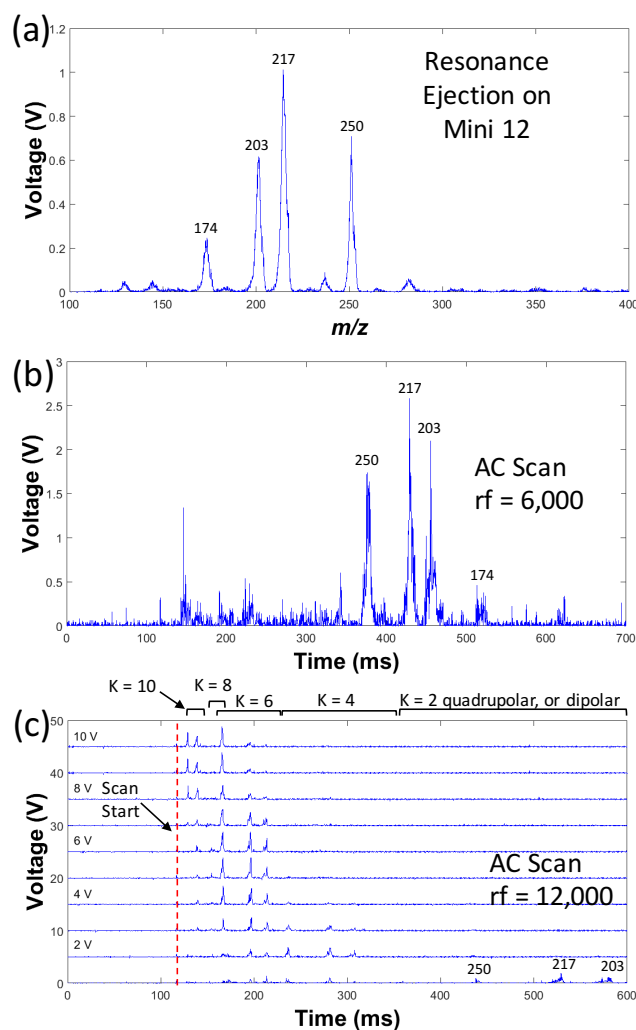 (a)
Resonance
Ejection on
Mini 12
217
203
250
174
Voltage (V)
1.2
1
0.8
0.6
0.4
0.2
0
100
150
200
250
300
350
400
m/z
(b)
217
203
250
174
AC Scan
rf = 6,000
Voltage (V)
3
2.5
2
1.5
1
0.5
0
0
100
200
300
400
500
600
700
Time (ms)
K = 10
K = 8
K = 6
K = 4
K = 2 quadrupolar, or dipolar
(c)
10 V
8 V
6 V
4 V
2 V
Scan
Start
AC Scan
rf = 12,000
250
217
203
Voltage (V)
50
40
30
20
10
0
0
100
200
300
400
500
600
Time (ms)